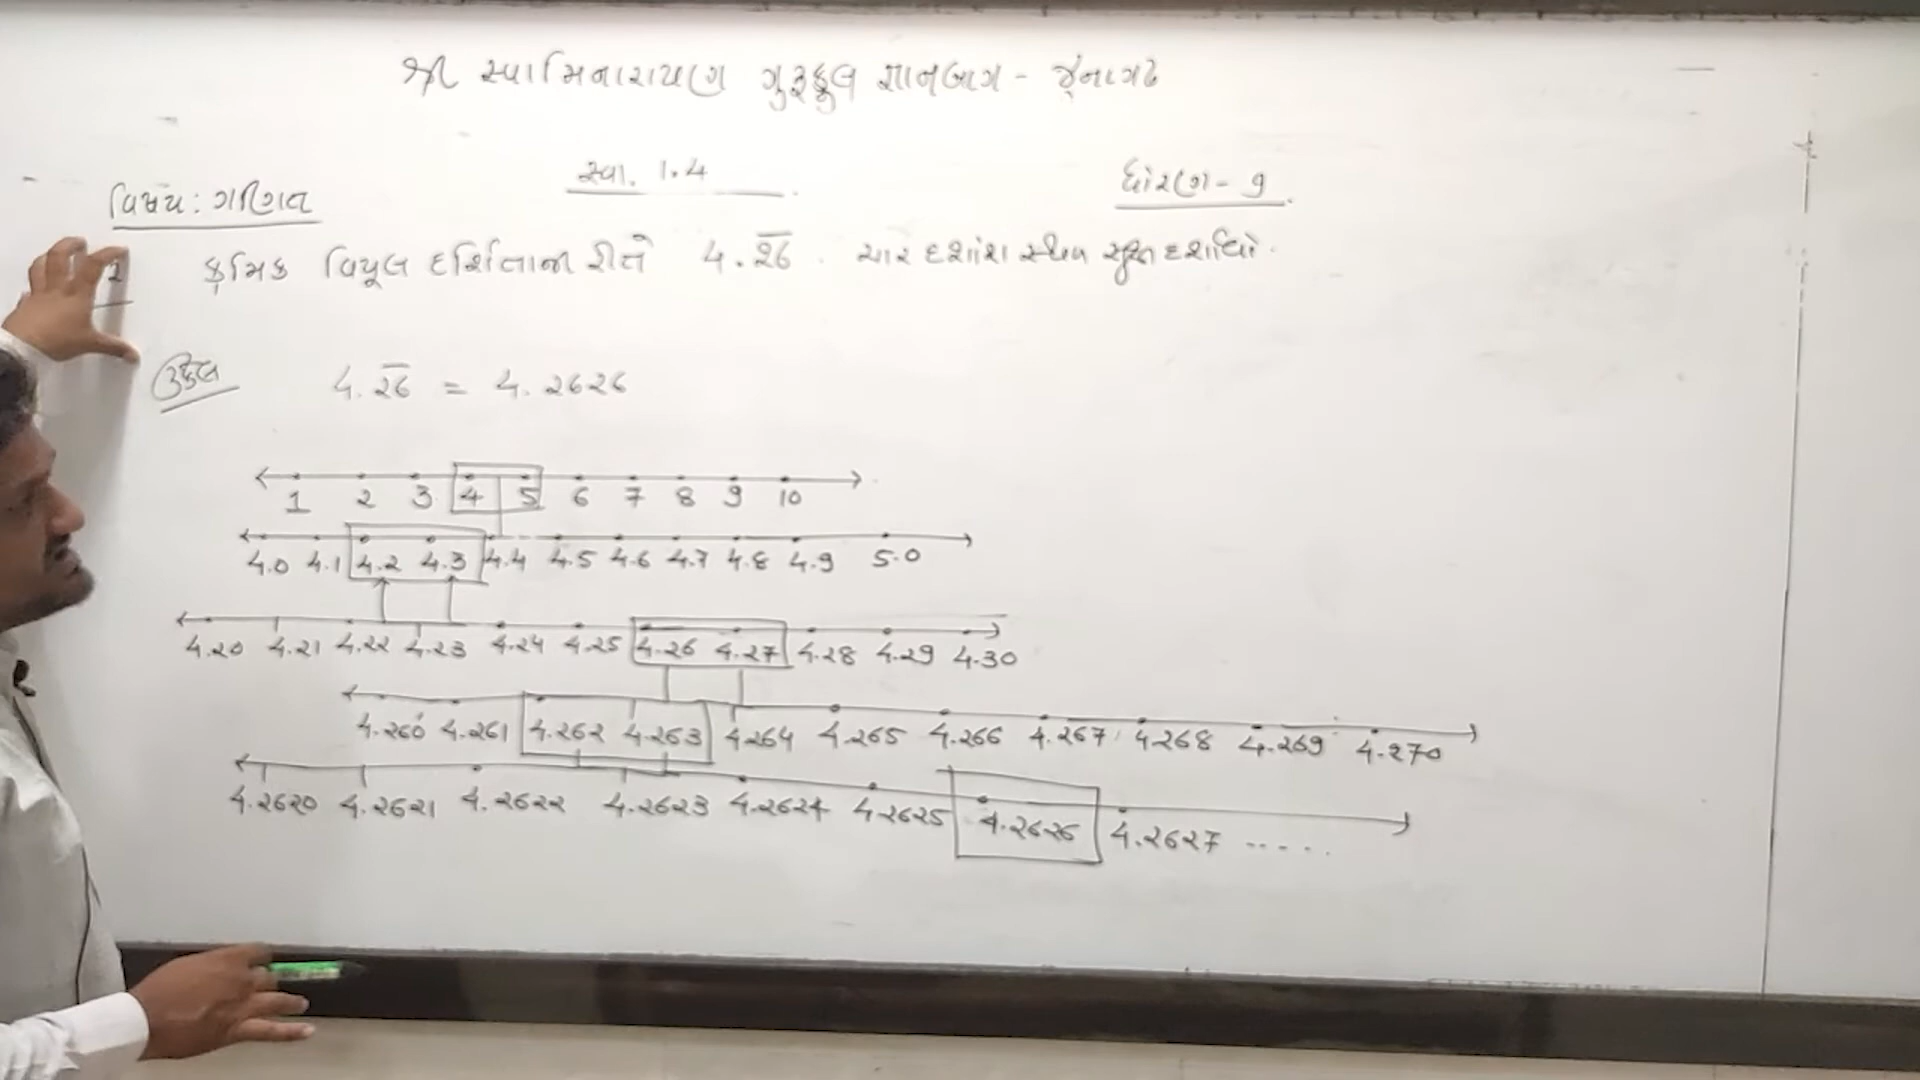 શ્રી સ્વામિનારાયણ ગુરૂકુલ જ્ઞાનબાગ - જૂનાગઢ
વિષય: ગણિત સ્વા. 1.4 ધોરણ - 9
2 ક્રમિક વિપુલ દર્શિતાની રીતે 4.2̅6̅ ચાર દશાંશ સ્થળ સુધી દર્શાવો.
ઉકેલ 4.2̅6̅ = 4.2626
1 2 3 4 5 6 7 8 9 10
4.0 4.1 4.2 4.3 4.4 4.5 4.6 4.7 4.8 4.9 5.0
4.20 4.21 4.22 4.23 4.24 4.25 4.26 4.27 4.28 4.29 4.30
4.260 4.261 4.262 4.263 4.264 4.265 4.266 4.267 4.268 4.269 4.270
4.2620 4.2621 4.2622 4.2623 4.2624 4.2625 4.2626 4.2627 .....